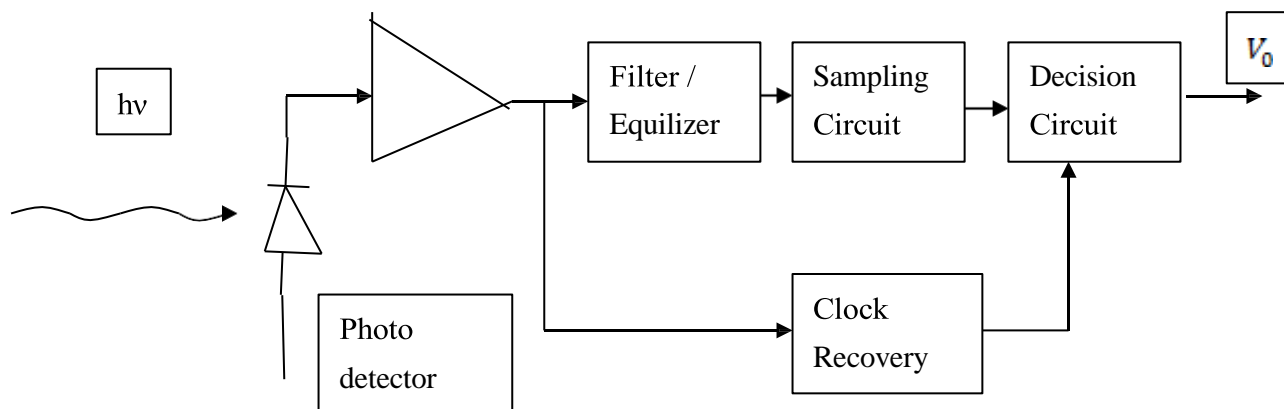 hν
Filter /
Equilizer
Sampling
Circuit
Decision
Circuit
V₀
Photo
detector
Clock
Recovery